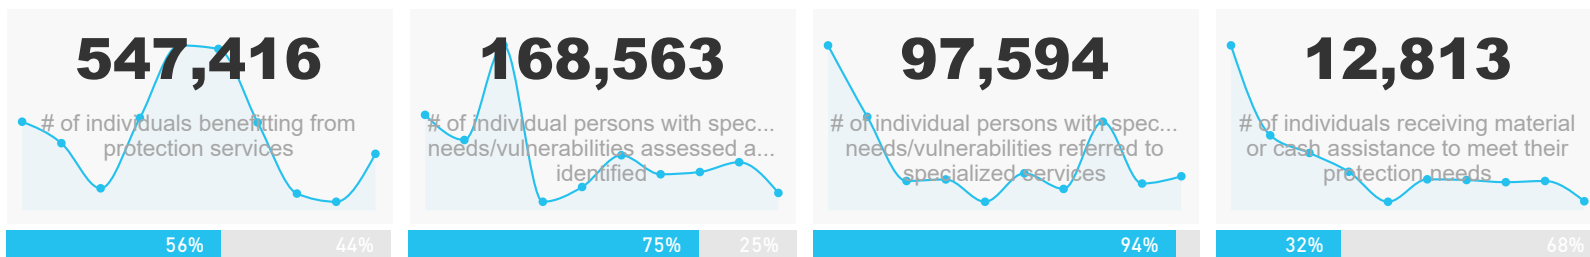 547,416
# of individuals benefitting from
protection services
56%
44%
168,563
# of individual persons with spec...
needs/vulnerabilities assessed a...
identified
75%
25%
97,594
# of individual persons with spec...
needs/vulnerabilities referred to
specialized services
94%
12,813
# of individuals receiving material
or cash assistance to meet their
protection needs
32%
68%